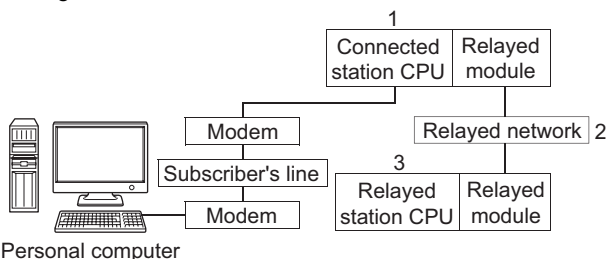 1
Connected
station CPU
Relayed
module
Modem
Relayed network 2
Subscriber's line
3
Modem
Relayed
station CPU
Relayed
module
Personal computer